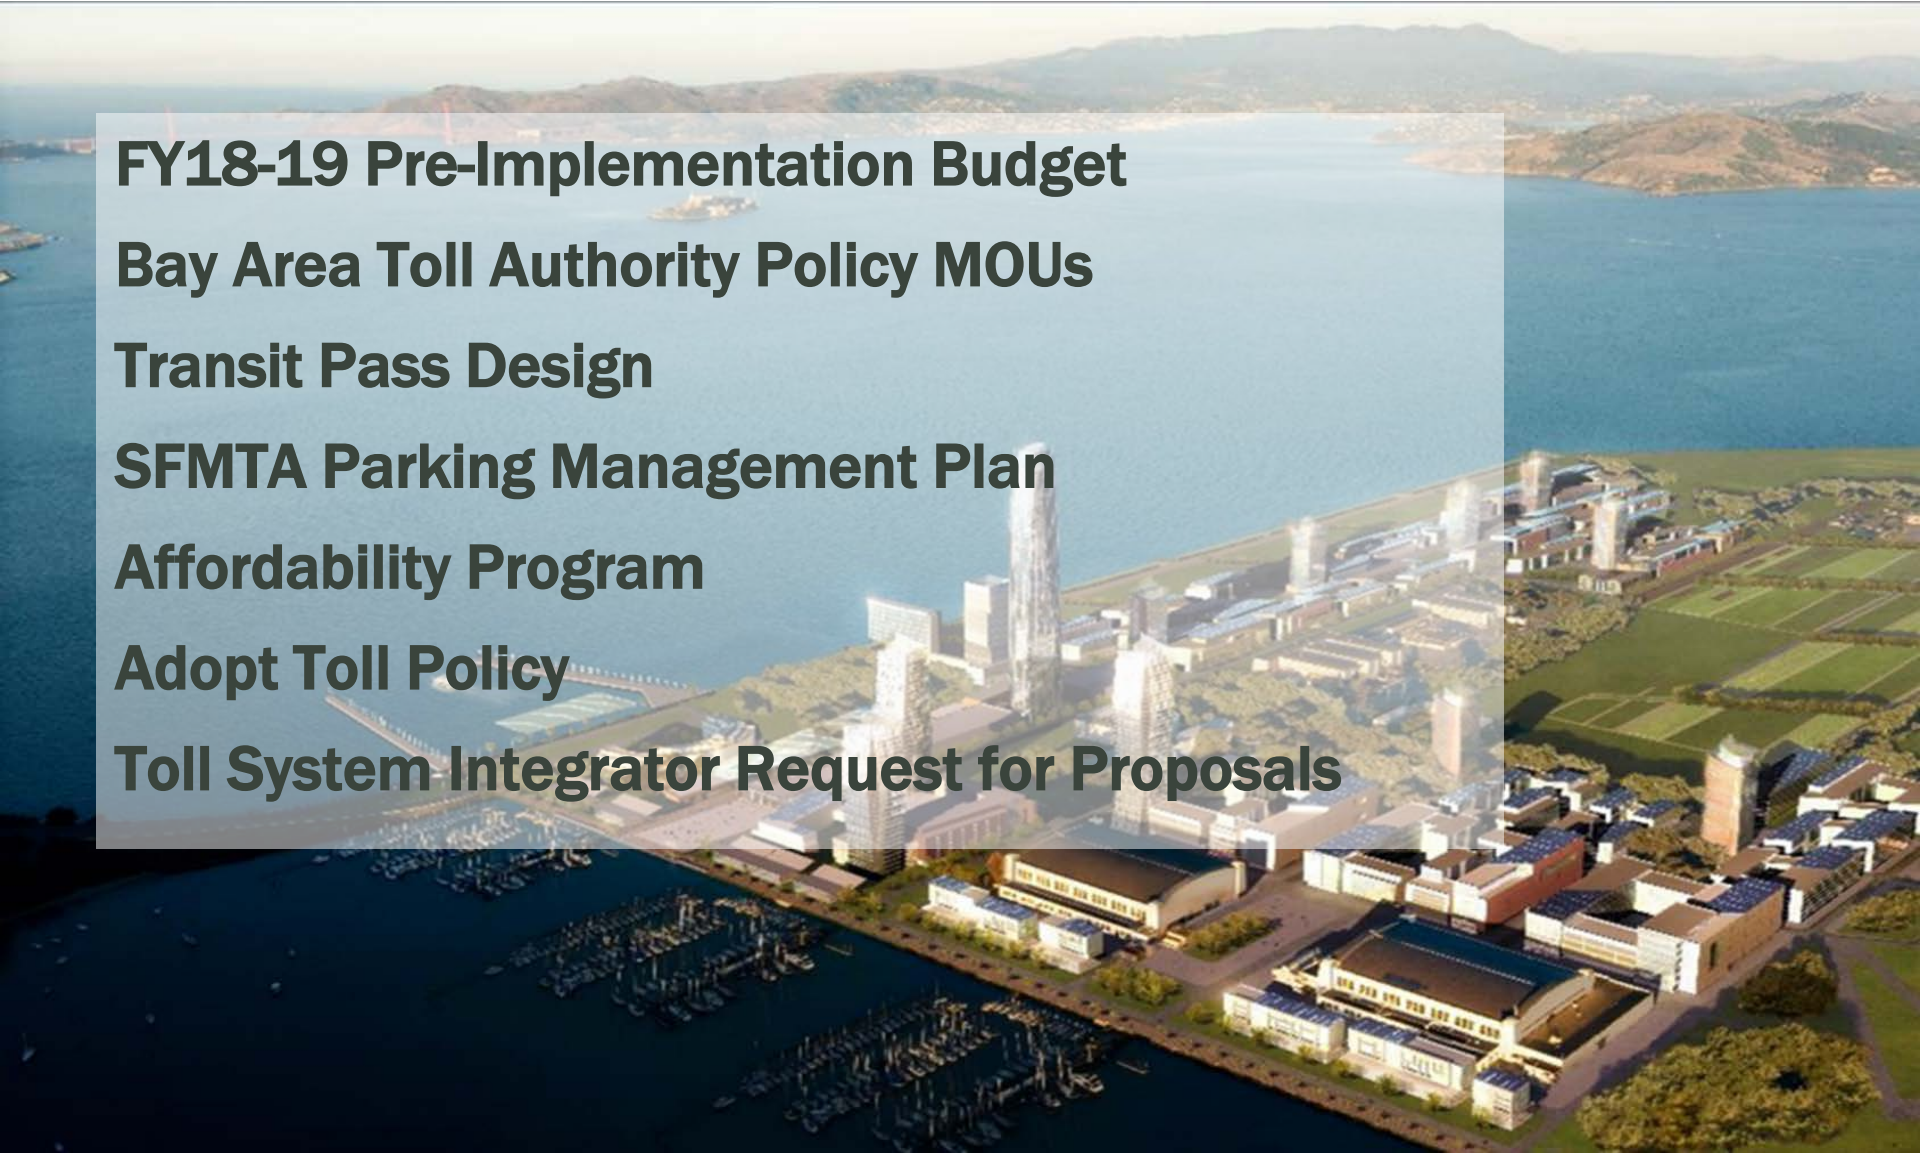 FY18-19 Pre-Implementation Budget
Bay Area Toll Authority Policy MOUs
Transit Pass Design
SFMTA Parking Management Plan
Affordability Program
Adopt Toll Policy
Toll System Integrator Request for Proposals